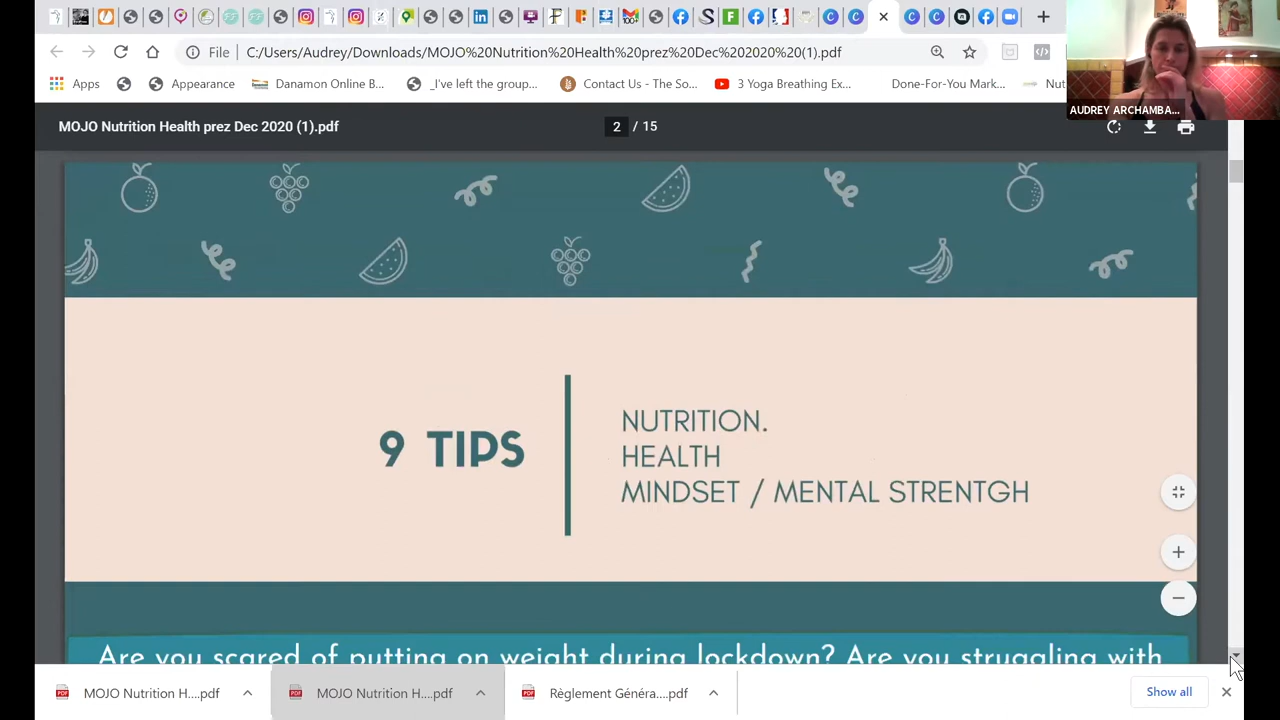 File
C:/Users/Audrey/Downloads/MOJO%20Nutrition%20Health%20prez%20Dec%202020%20(1).pdf
Apps
Appearance
Danamon Online B...
_I've left the group...
Contact Us - The So...
3 Yoga Breathing Ex...
Done-For-You Mark...
Nut
AUDREY ARCHAMBA...
MOJO Nutrition Health prez Dec 2020 (1).pdf
2 / 15
9 TIPS
NUTRITION.
HEALTH
MINDSET / MENTAL STRENTGH
Are you scared of putting on weight during lockdown? Are you struggling with
MOJO Nutrition H....pdf
MOJO Nutrition H....pdf
Règlement Généra....pdf
Show all